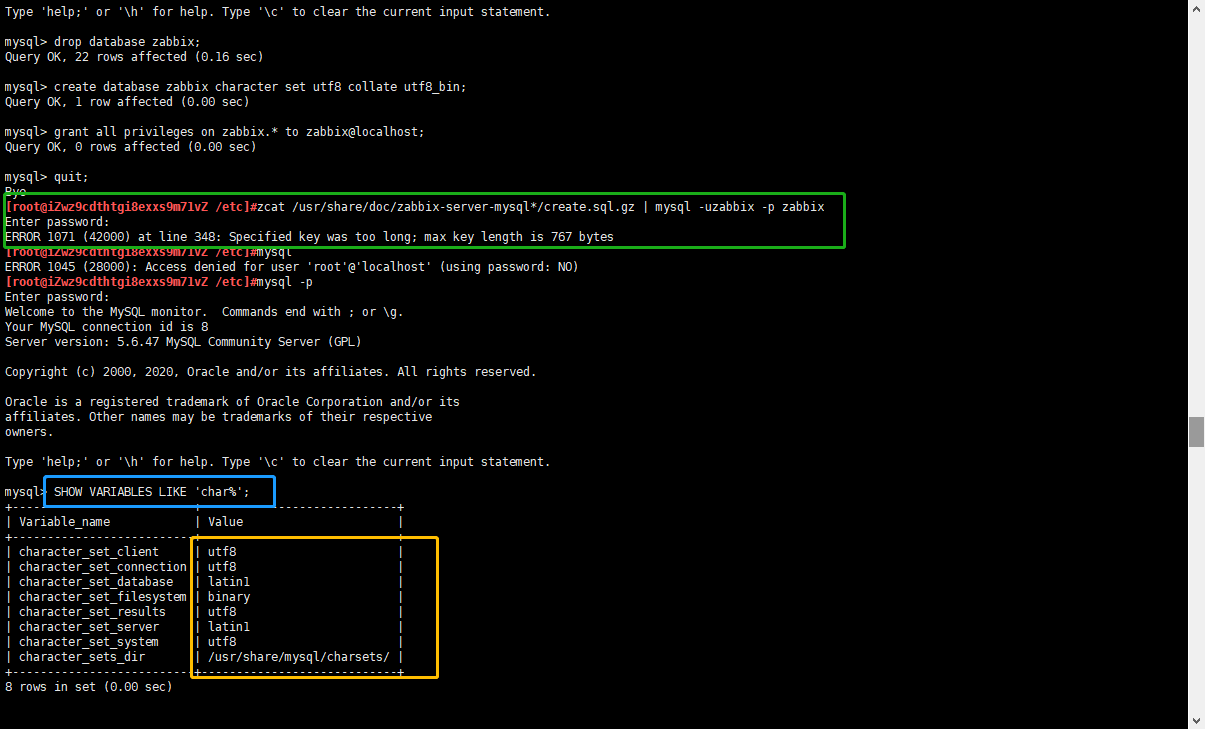 Type 'help;' or '\h' for help. Type '\c' to clear the current input statement.
mysql> drop database zabbix;
Query OK, 22 rows affected (0.16 sec)
mysql> create database zabbix character set utf8 collate utf8_bin;
Query OK, 1 row affected (0.00 sec)
mysql> grant all privileges on zabbix.* to zabbix@localhost;
Query OK, 0 rows affected (0.00 sec)
mysql> quit;
Bye
[root@iZwz9cdthtgi8exxs9m71vZ /etc]#zcat /usr/share/doc/zabbix-server-mysql*/create.sql.gz | mysql -uzabbix -p zabbix
Enter password:
ERROR 1071 (42000) at line 348: Specified key was too long; max key length is 767 bytes
[root@iZwz9cdthtgi8exxs9m71vZ /etc]#mysql
ERROR 1045 (28000): Access denied for user 'root'@'localhost' (using password: NO)
[root@iZwz9cdthtgi8exxs9m71vZ /etc]#mysql -p
Enter password:
Welcome to the MySQL monitor.  Commands end with ; or \g.
Your MySQL connection id is 8
Server version: 5.6.47 MySQL Community Server (GPL)
Copyright (c) 2000, 2020, Oracle and/or its affiliates. All rights reserved.
Oracle is a registered trademark of Oracle Corporation and/or its
affiliates. Other names may be trademarks of their respective
owners.
Type 'help;' or '\h' for help. Type '\c' to clear the current input statement.
mysql> SHOW VARIABLES LIKE 'char%';
+--------------------------+----------------------------+
| Variable_name            | Value                      |
+--------------------------+----------------------------+
| character_set_client     | utf8                       |
| character_set_connection | utf8                       |
| character_set_database   | latin1                     |
| character_set_filesystem | binary                     |
| character_set_results    | utf8                       |
| character_set_server     | latin1                     |
| character_set_system     | utf8                       |
| character_sets_dir       | /usr/share/mysql/charsets/ |
+--------------------------+----------------------------+
8 rows in set (0.00 sec)